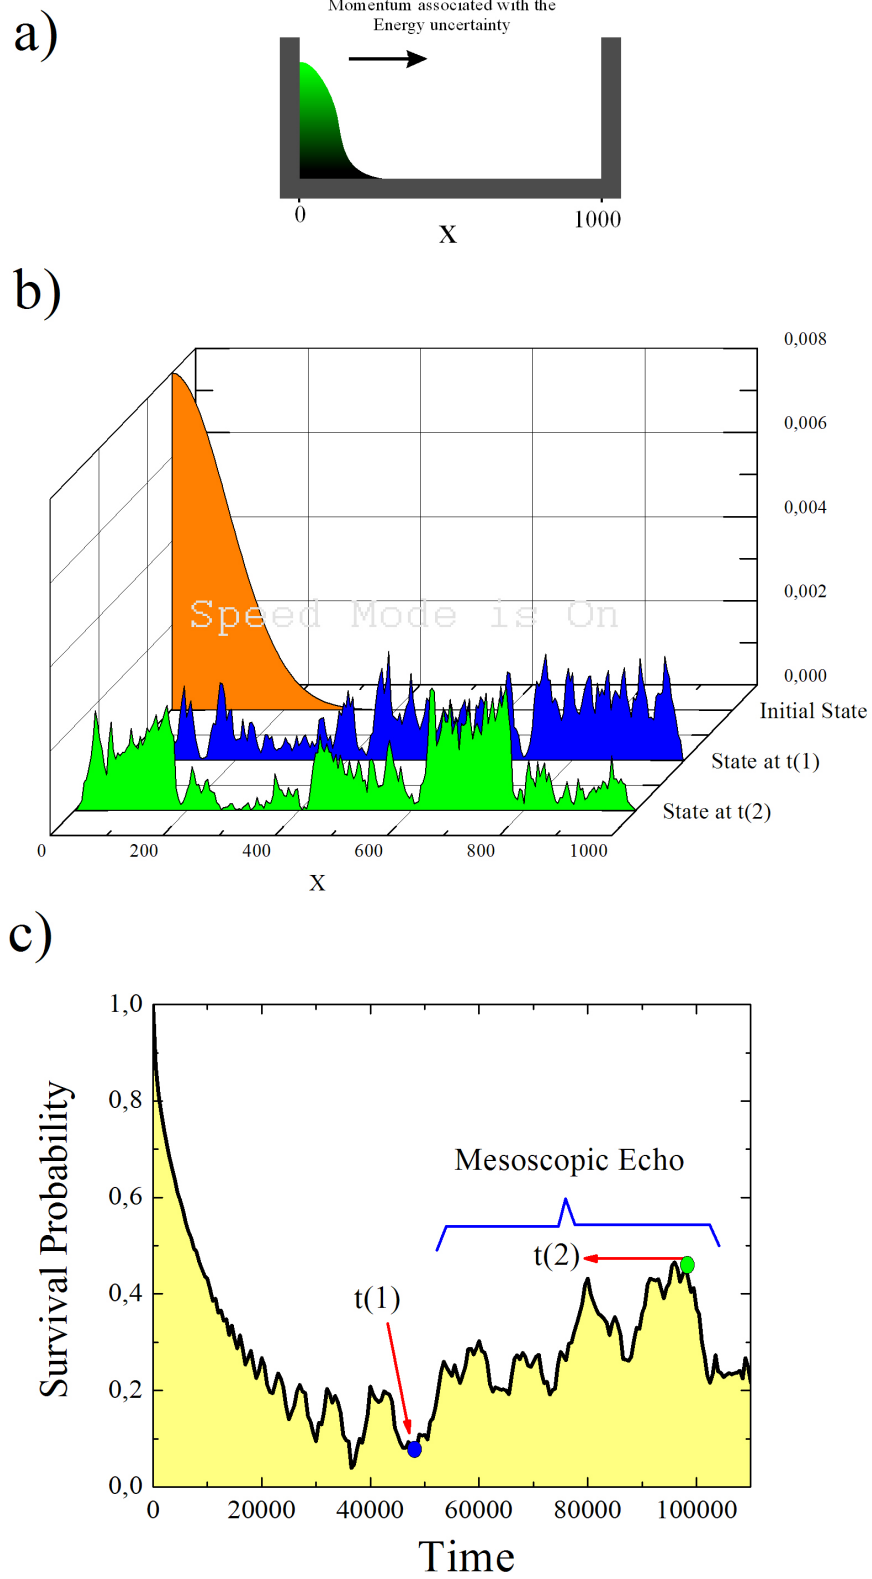 a)
Momentum associated with the
Energy uncertainty
0
1000
X
b)
0,008
0,006
0,004
0,002
0,000
Speed Mode is On
Initial State
State at t(1)
State at t(2)
0 200 400 600 800 1000
X
c)
1,0
0,8
0,6
0,4
0,2
0,0
Survival Probability
Mesoscopic Echo
t(2)
t(1)
0 20000 40000 60000 80000 100000
Time